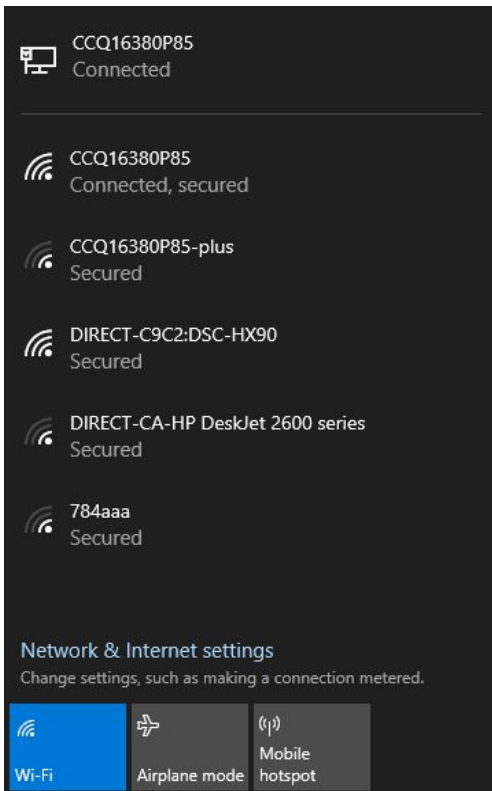 CCQ16380P85
Connected
CCQ16380P85
Connected, secured
CCQ16380P85-plus
Secured
DIRECT-C9C2:DSC-HX90
Secured
DIRECT-CA-HP DeskJet 2600 series
Secured
784aaa
Secured
Network & Internet settings
Change settings, such as making a connection metered.
Wi-Fi
Airplane mode
Mobile
hotspot